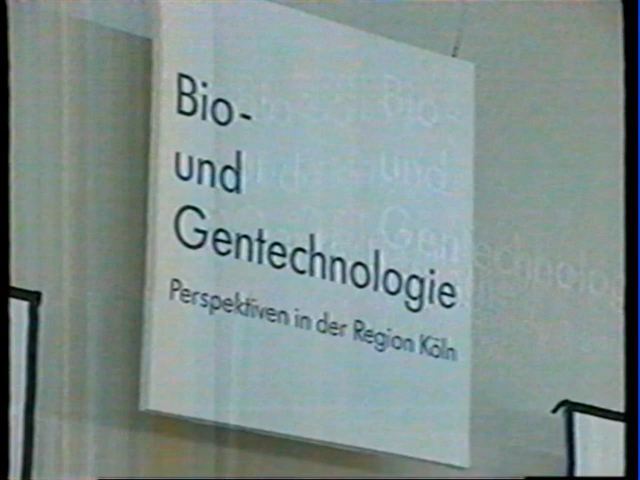 Bio-
und
Gentechnologie
Perspektiven in der Region Köln